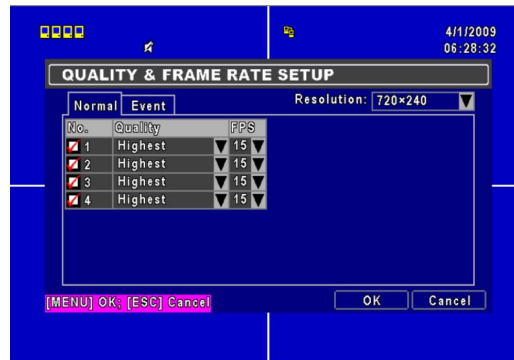 4/1/2009
06:28:32
QUALITY & FRAME RATE SETUP
Normal Event Resolution: 720×240
No. Quality FPS
1 Highest 15
2 Highest 15
3 Highest 15
4 Highest 15
[MENU] OK; [ESC] Cancel OK Cancel